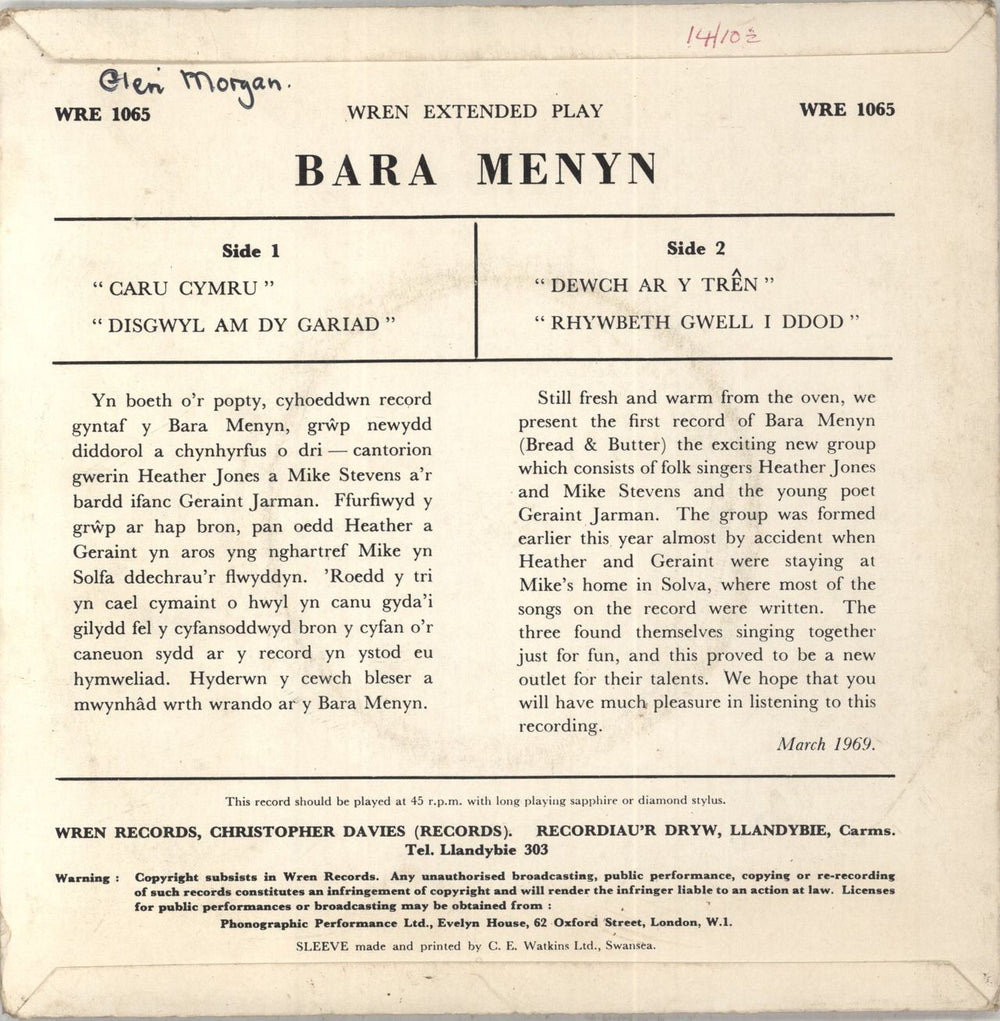 14/10½
Eleri Morgan.
WRE 1065 WREN EXTENDED PLAY WRE 1065
BARA MENYN
Side 1
“ CARU CYMRU ”
“ DISGWYL AM DY GARIAD ”
Side 2
“ DEWCH AR Y TRÊN ”
“ RHYWBETH GWELL I DDOD ”
Yn boeth o’r popty, cyhoeddwn record
gyntaf y Bara Menyn, grŵp newydd
diddorol a chynhyrfus o dri — cantorion
gwerin Heather Jones a Mike Stevens a’r
bardd ifanc Geraint Jarman. Ffurfiwyd y
grŵp ar hap bron, pan oedd Heather a
Geraint yn aros yng nghartref Mike yn
Solfa ddechrau’r flwyddyn. ’Roedd y tri
yn cael cymaint o hwyl yn canu gyda’i
gilydd fel y cyfansoddwyd bron y cyfan o’r
caneuon sydd ar y record yn ystod eu
hymweliad. Hyderwn y cewch bleser a
mwynhâd wrth wrando ar y Bara Menyn.
Still fresh and warm from the oven, we
present the first record of Bara Menyn
(Bread & Butter) the exciting new group
which consists of folk singers Heather Jones
and Mike Stevens and the young poet
Geraint Jarman. The group was formed
earlier this year almost by accident when
Heather and Geraint were staying at
Mike’s home in Solva, where most of the
songs on the record were written. The
three found themselves singing together
just for fun, and this proved to be a new
outlet for their talents. We hope that you
will have much pleasure in listening to this
recording.
March 1969.
This record should be played at 45 r.p.m. with long playing sapphire or diamond stylus.
WREN RECORDS, CHRISTOPHER DAVIES (RECORDS). RECORDIAU’R DRYW, LLANDYBIE, Carms.
Tel. Llandybie 303
Warning : Copyright subsists in Wren Records. Any unauthorised broadcasting, public performance, copying or re-recording
of such records constitutes an infringement of copyright and will render the infringer liable to an action at law. Licenses
for public performances or broadcasting may be obtained from :
Phonographic Performance Ltd., Evelyn House, 62 Oxford Street, London, W.1.
SLEEVE made and printed by C. E. Watkins Ltd., Swansea.